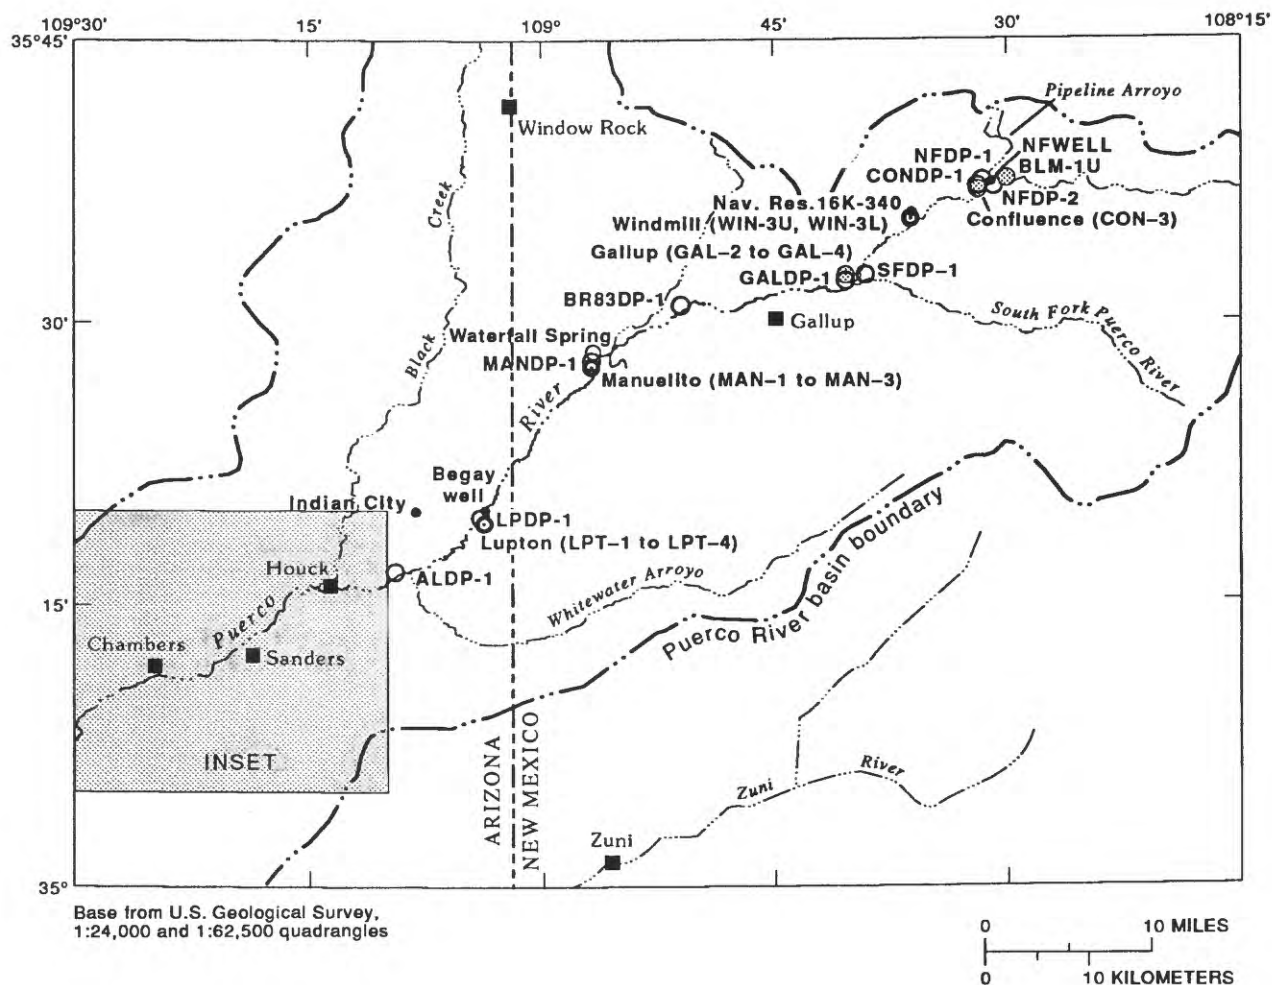 109°30' 15' 109° 45' 30' 108°15'
35°45'
Pipeline Arroyo
Window Rock
NFDP-1 NFWELL
CONDP-1 BLM-1U
NFDP-2
Nav. Res.16K-340
Confluence (CON-3)
Windmill (WIN-3U, WIN-3L)
Creek
Gallup (GAL-2 to GAL-4)
GALDP-1 SFDP-1
BR83DP-1
30'
Gallup
South Fork Puerco River
Waterfall Spring
Black
MANDP-1
Manuelito (MAN-1 to MAN-3)
River
Begay
well
Indian City
LPDP-1
Lupton (LPT-1 to LPT-4)
Houck
ALDP-1
15'
Whitewater Arroyo
Puerco River basin boundary
Puerco
Chambers
Sanders
INSET
ARIZONA
NEW MEXICO
Zuni River
Zuni
35°
15' 109° 45' 30' 108°15'
Base from U.S. Geological Survey,
1:24,000 and 1:62,500 quadrangles
0 10 MILES
0 10 KILOMETERS